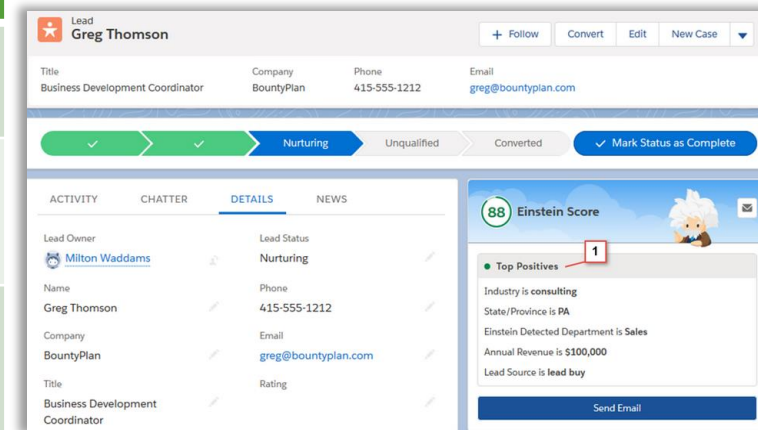 Lead
Greg Thomson
+ Follow
Convert
Edit
New Case
Title
Company
Phone
Email
Business Development Coordinator
BountyPlan
415-555-1212
greg@bountyplan.com
Nurturing
Unqualified
Converted
Mark Status as Complete
ACTIVITY
CHATTER
DETAILS
NEWS
Lead Owner
Milton Waddams
Lead Status
Nurturing
Name
Greg Thomson
Phone
415-555-1212
Company
BountyPlan
Email
greg@bountyplan.com
Title
Business Development
Coordinator
Rating
88 Einstein Score
1
Top Positives
Industry is consulting
State/Province is PA
Einstein Detected Department is Sales
Annual Revenue is $100,000
Lead Source is lead buy
Send Email